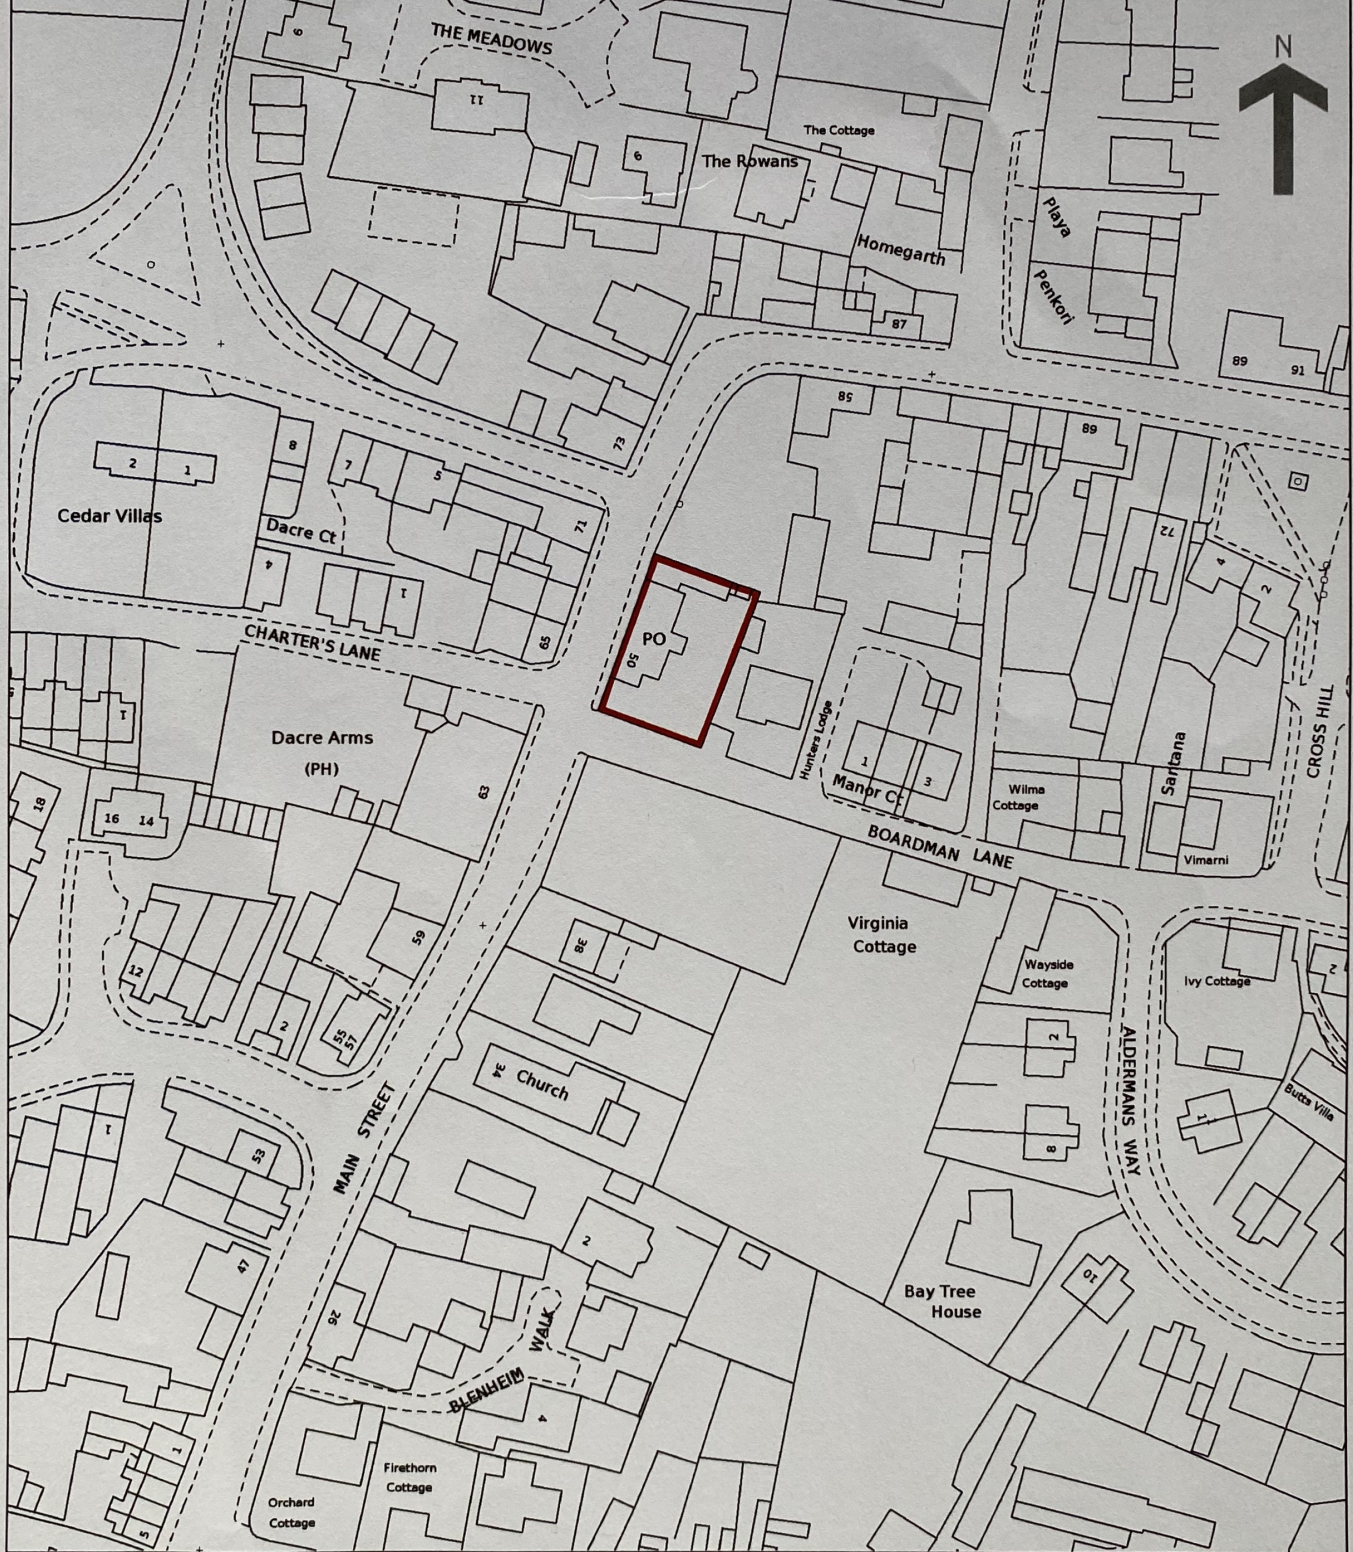 9
THE MEADOWS
N
11
The Cottage
9
The Rowans
Playa
Homegarth
Penkori
87
89
91
58
89
73
8
7
5
2
1
Cedar Villas
71
Dacre Ct
72
4
4
2
1
PO
50
65
CHARTER'S LANE
1
CROSS HILL
Dacre Arms
(PH)
Hunters Lodge
Santana
1
3
Manor Ct
63
Wilma
Cottage
18
16
14
BOARDMAN LANE
Vimarni
Virginia
Cottage
59
38
Wayside
Cottage
12
Ivy Cottage
2
2
55
57
2
ALDERMANS WAY
34
Church
MAIN STREET
Butts Villa
1
53
8
2
47
10
Bay Tree
House
26
BLENHEIM WALK
4
1
Firethorn
Cottage
Orchard
Cottage
5